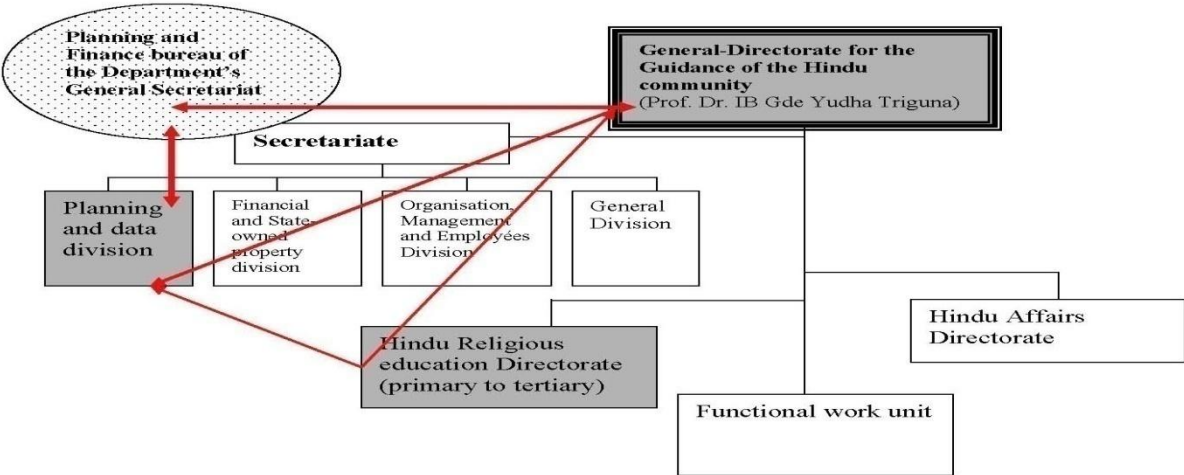 Planning and
Finance bureau of
the Department's
General Secretariat
General-Directorate for the
Guidance of the Hindu
community
(Prof. Dr. IB Gde Yudha Triguna)
Secretariate
Planning
and data
division
Financial
and State-
owned
property
division
Organisation,
Management
and Employées
Division
General
Division
Hindu Religious
education Directorate
(primary to tertiary)
Hindu Affairs
Directorate
Functional work unit